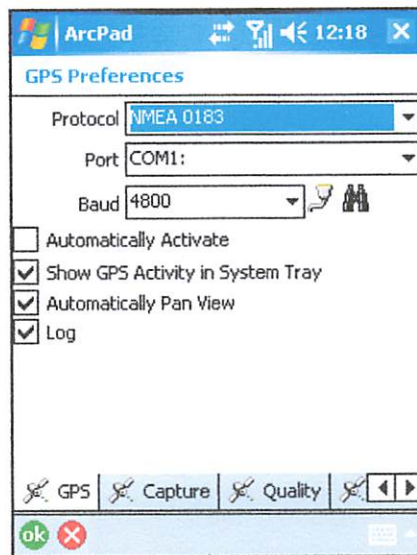 ArcPad 12:18
GPS Preferences
Protocol NMEA 0183
Port COM1:
Baud 4800
Automatically Activate
Show GPS Activity in System Tray
Automatically Pan View
Log
GPS Capture Quality
ok